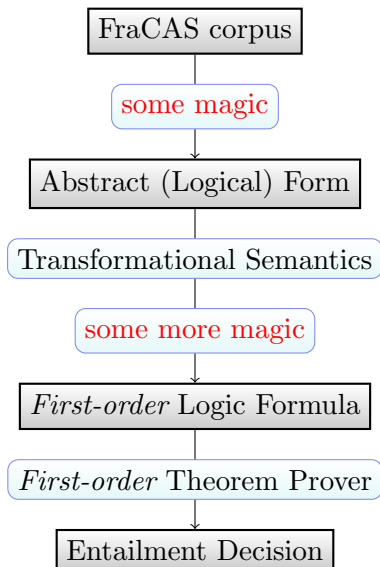 FraCAS corpus
some magic
Abstract (Logical) Form
Transformational Semantics
some more magic
First-order Logic Formula
First-order Theorem Prover
Entailment Decision